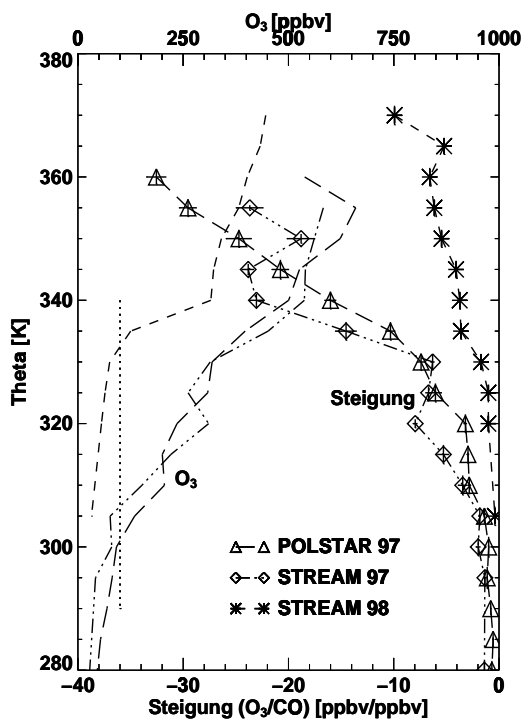 O₃ [ppbv]
0 250 500 750 1000
380
360
340
320
300
280
Theta [K]
Steigung
O₃
POLSTAR 97
STREAM 97
STREAM 98
−40 −30 −20 −10 0
Steigung (O₃/CO) [ppbv/ppbv]